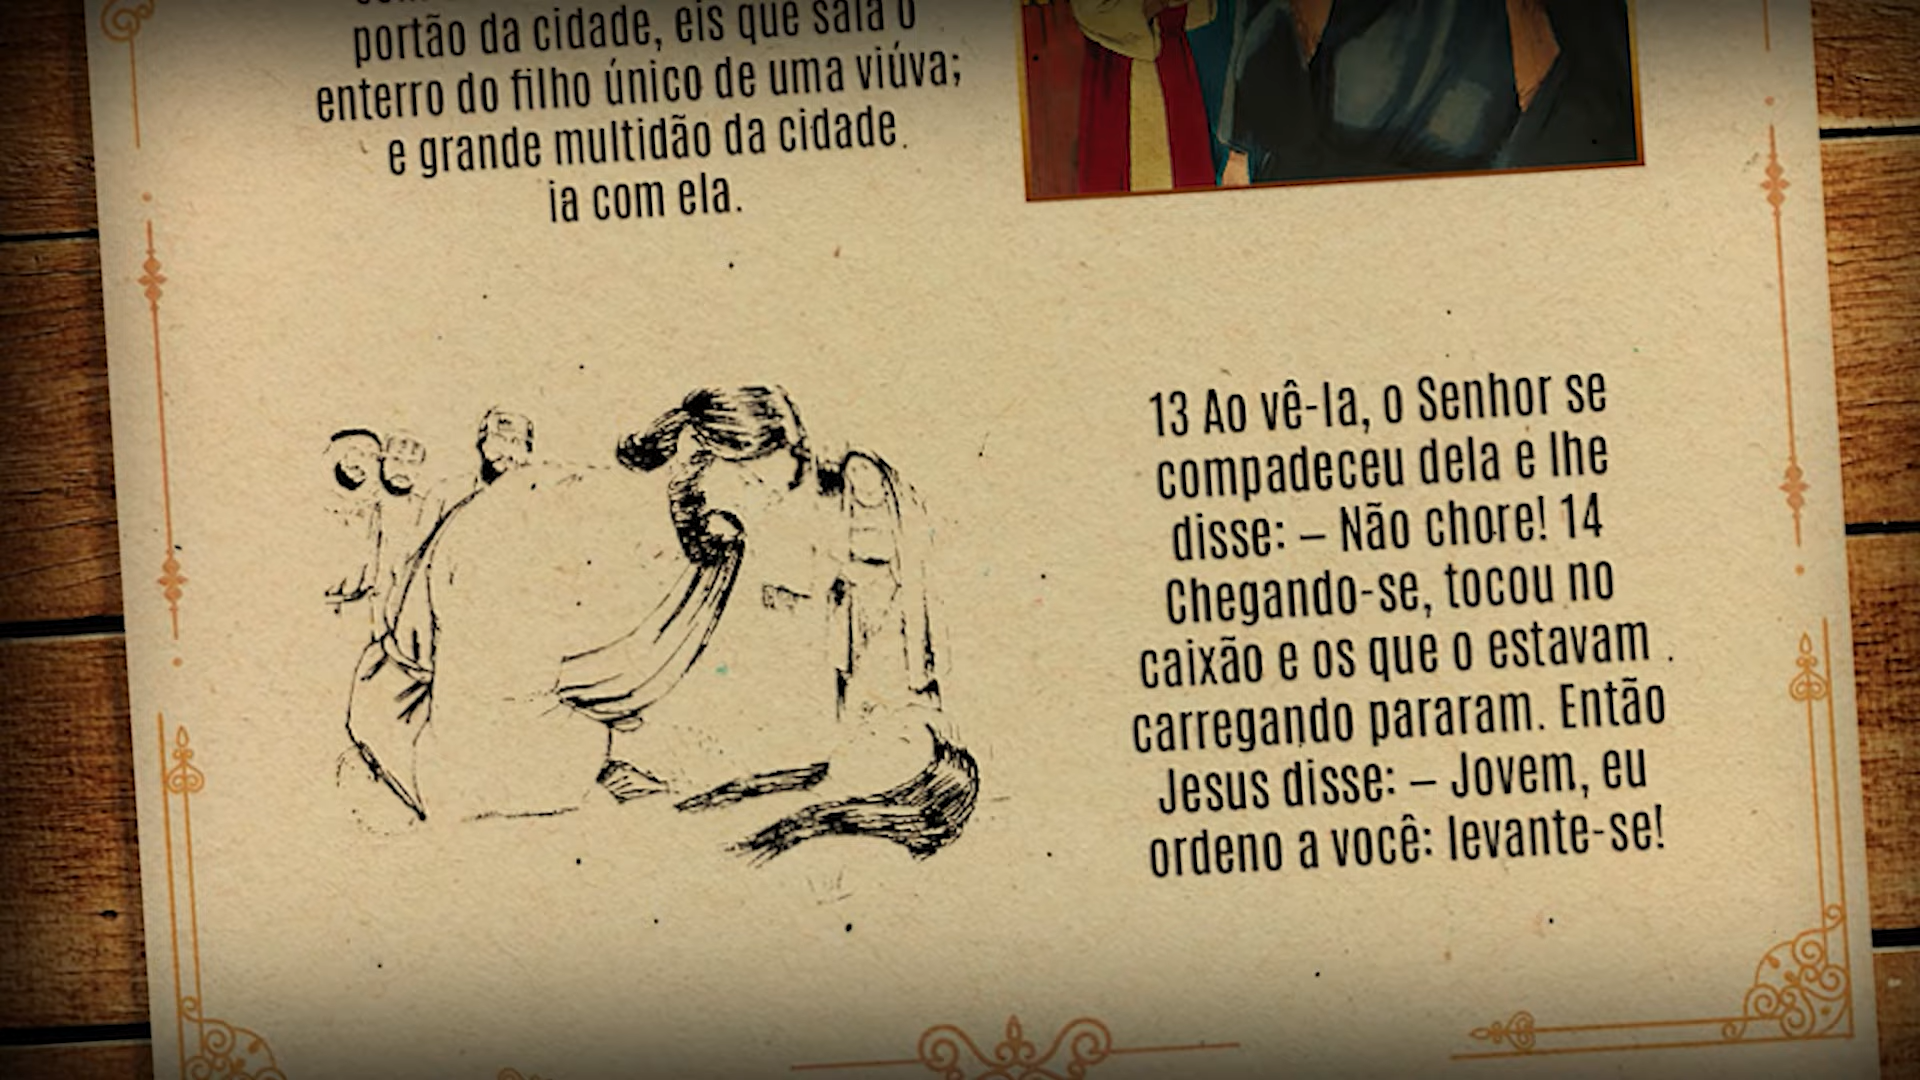 portão da cidade, eis que saía o
enterro do filho único de uma viúva;
e grande multidão da cidade
ia com ela.
13 Ao vê-la, o Senhor se
compadeceu dela e lhe
disse: – Não chore! 14
Chegando-se, tocou no
caixão e os que o estavam
carregando pararam. Então
Jesus disse: – Jovem, eu
ordeno a você: levante-se!